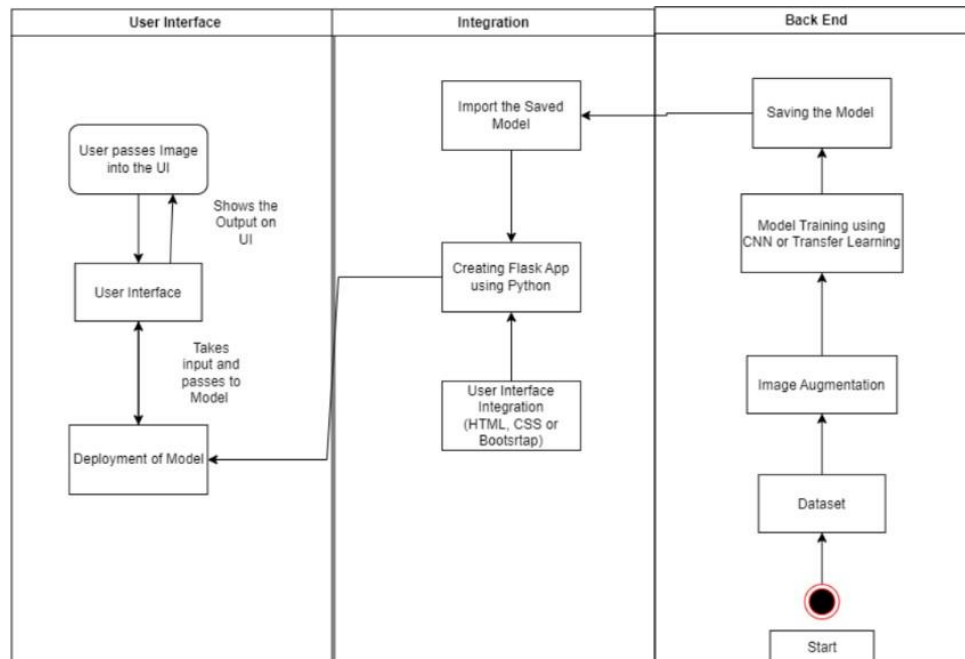 User Interface
Integration
Back End
User passes Image
into the UI
Shows the
Output on
UI
User Interface
Takes
input and
passes to
Model
Deployment of Model
Import the Saved
Model
Creating Flask App
using Python
User Interface
Integration
(HTML, CSS or
Bootsrtap)
Saving the Model
Model Training using
CNN or Transfer Learning
Image Augmentation
Dataset
Start